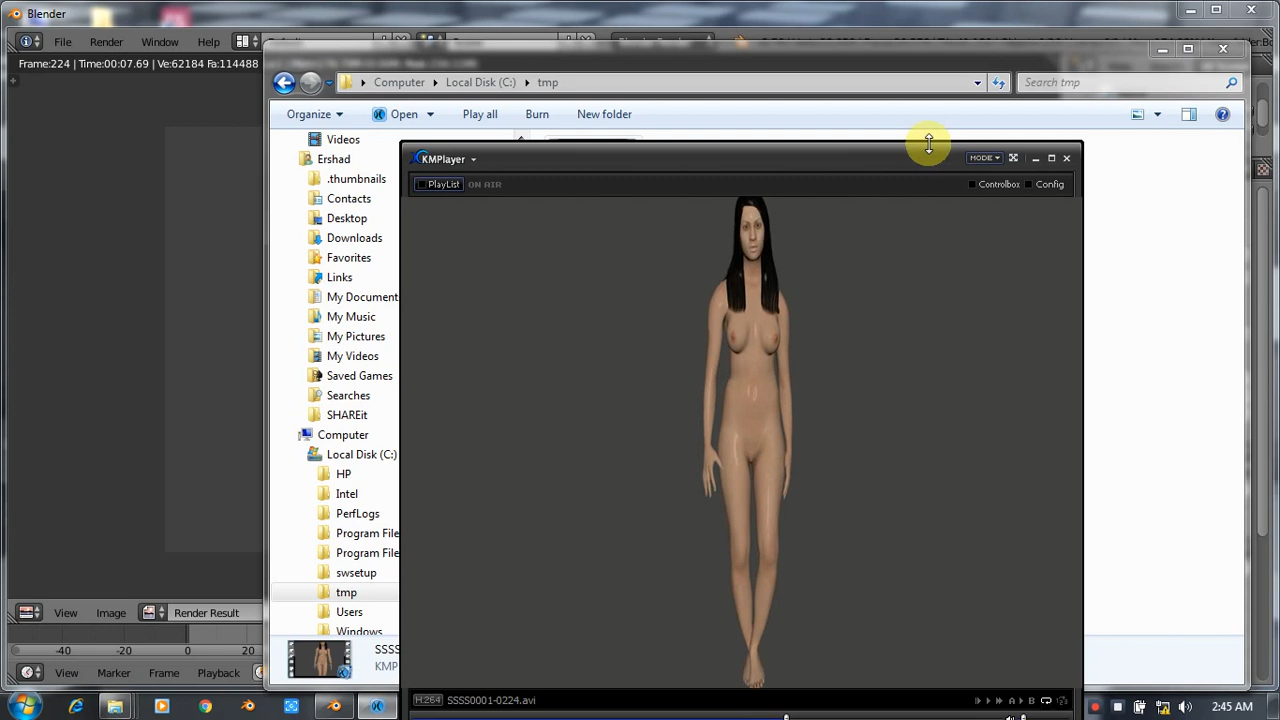 Blender
File Render Window Help
Frame:224 | Time:00:07.69 | Ve:62184 Fa:114488
Computer Local Disk (C:) tmp
Search tmp
Organize Open Play all Burn New folder
Videos
Ershad
.thumbnails
Contacts
Desktop
Downloads
Favorites
Links
My Document
My Music
My Pictures
My Videos
Saved Games
Searches
SHAREit
Computer
Local Disk (C:)
HP
Intel
PerfLogs
Program File
Program File
swsetup
tmp
Users
Windows
KMPlayer MODE
PlayList ON AIR Controlbox Config
SSSS
KMP
H.264 SSSS0001-0224.avi A B
View Image Render Result
-40 -20 0 20
View Marker Frame Playback
2:45 AM